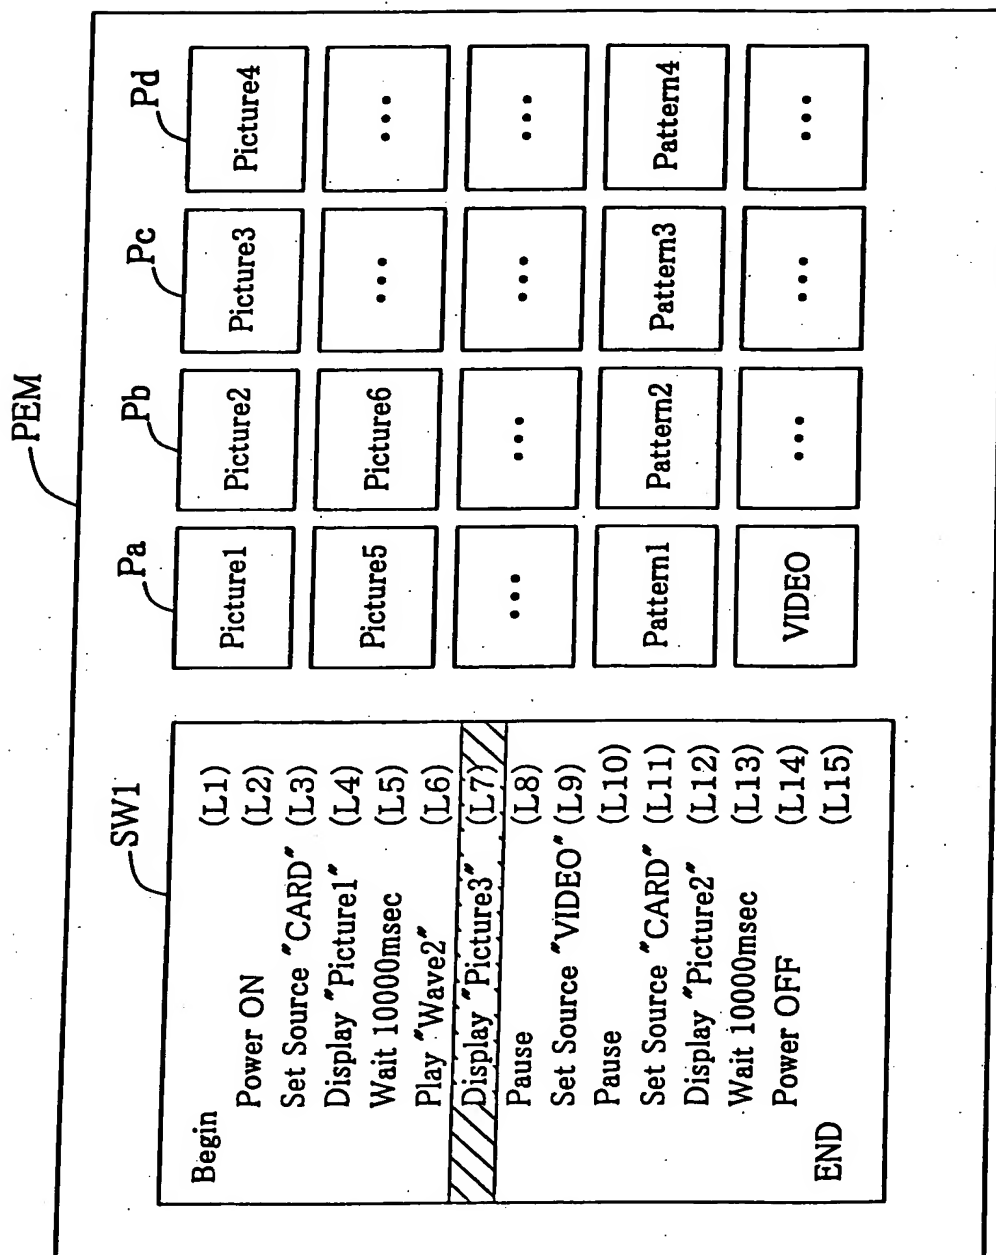 PEM
SW1
Begin (L1)
Power ON (L2)
Set Source "CARD" (L3)
Display "Picture1" (L4)
Wait 10000msec (L5)
Play "Wave2" (L6)
Display "Picture3" (L7)
Pause (L8)
Set Source "VIDEO" (L9)
Pause (L10)
Set Source "CARD" (L11)
Display "Picture2" (L12)
Wait 10000msec (L13)
Power OFF (L14)
END (L15)
Pa Pb Pc Pd
Picture1 Picture2 Picture3 Picture4
Picture5 Picture6 ••• •••
••• ••• ••• •••
Pattern1 Pattern2 Pattern3 Pattern4
VIDEO ••• ••• •••